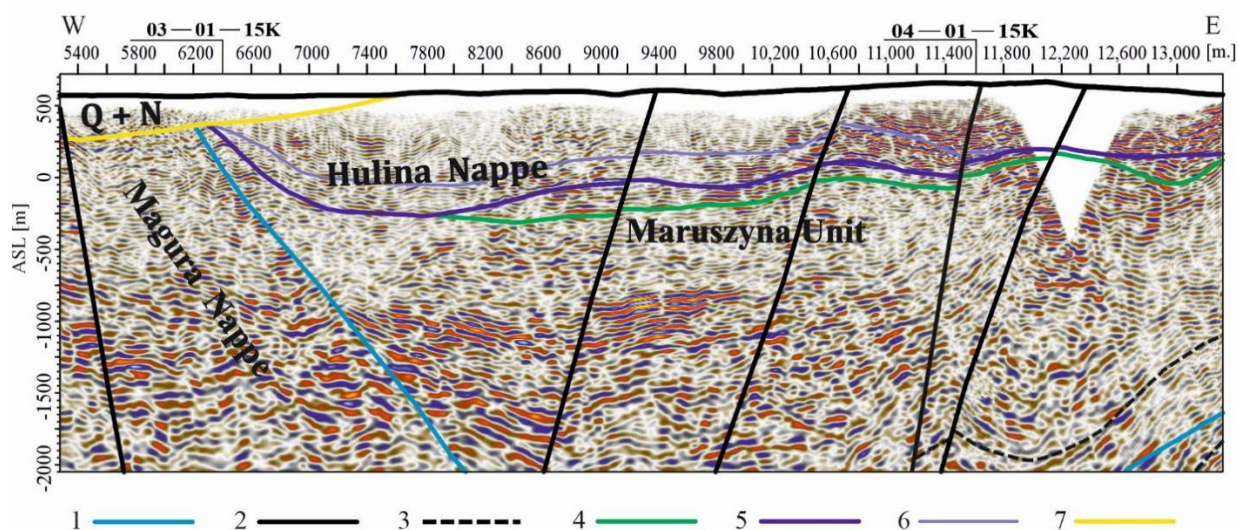 W E
03 — 01 — 15K 04 — 01 — 15K
5400 5800 6200 6600 7000 7400 7800 8200 8600 9000 9400 9800 10,200 10,600 11,000 11,400 11,800 12,200 12,600 13,000 [m.]
500
Q + N
Hulina Nappe
0
Magura Nappe
Maruszyna Unit
ASL [m]
-500
-1000
-1500
-2000
1 2 3 4 5 6 7